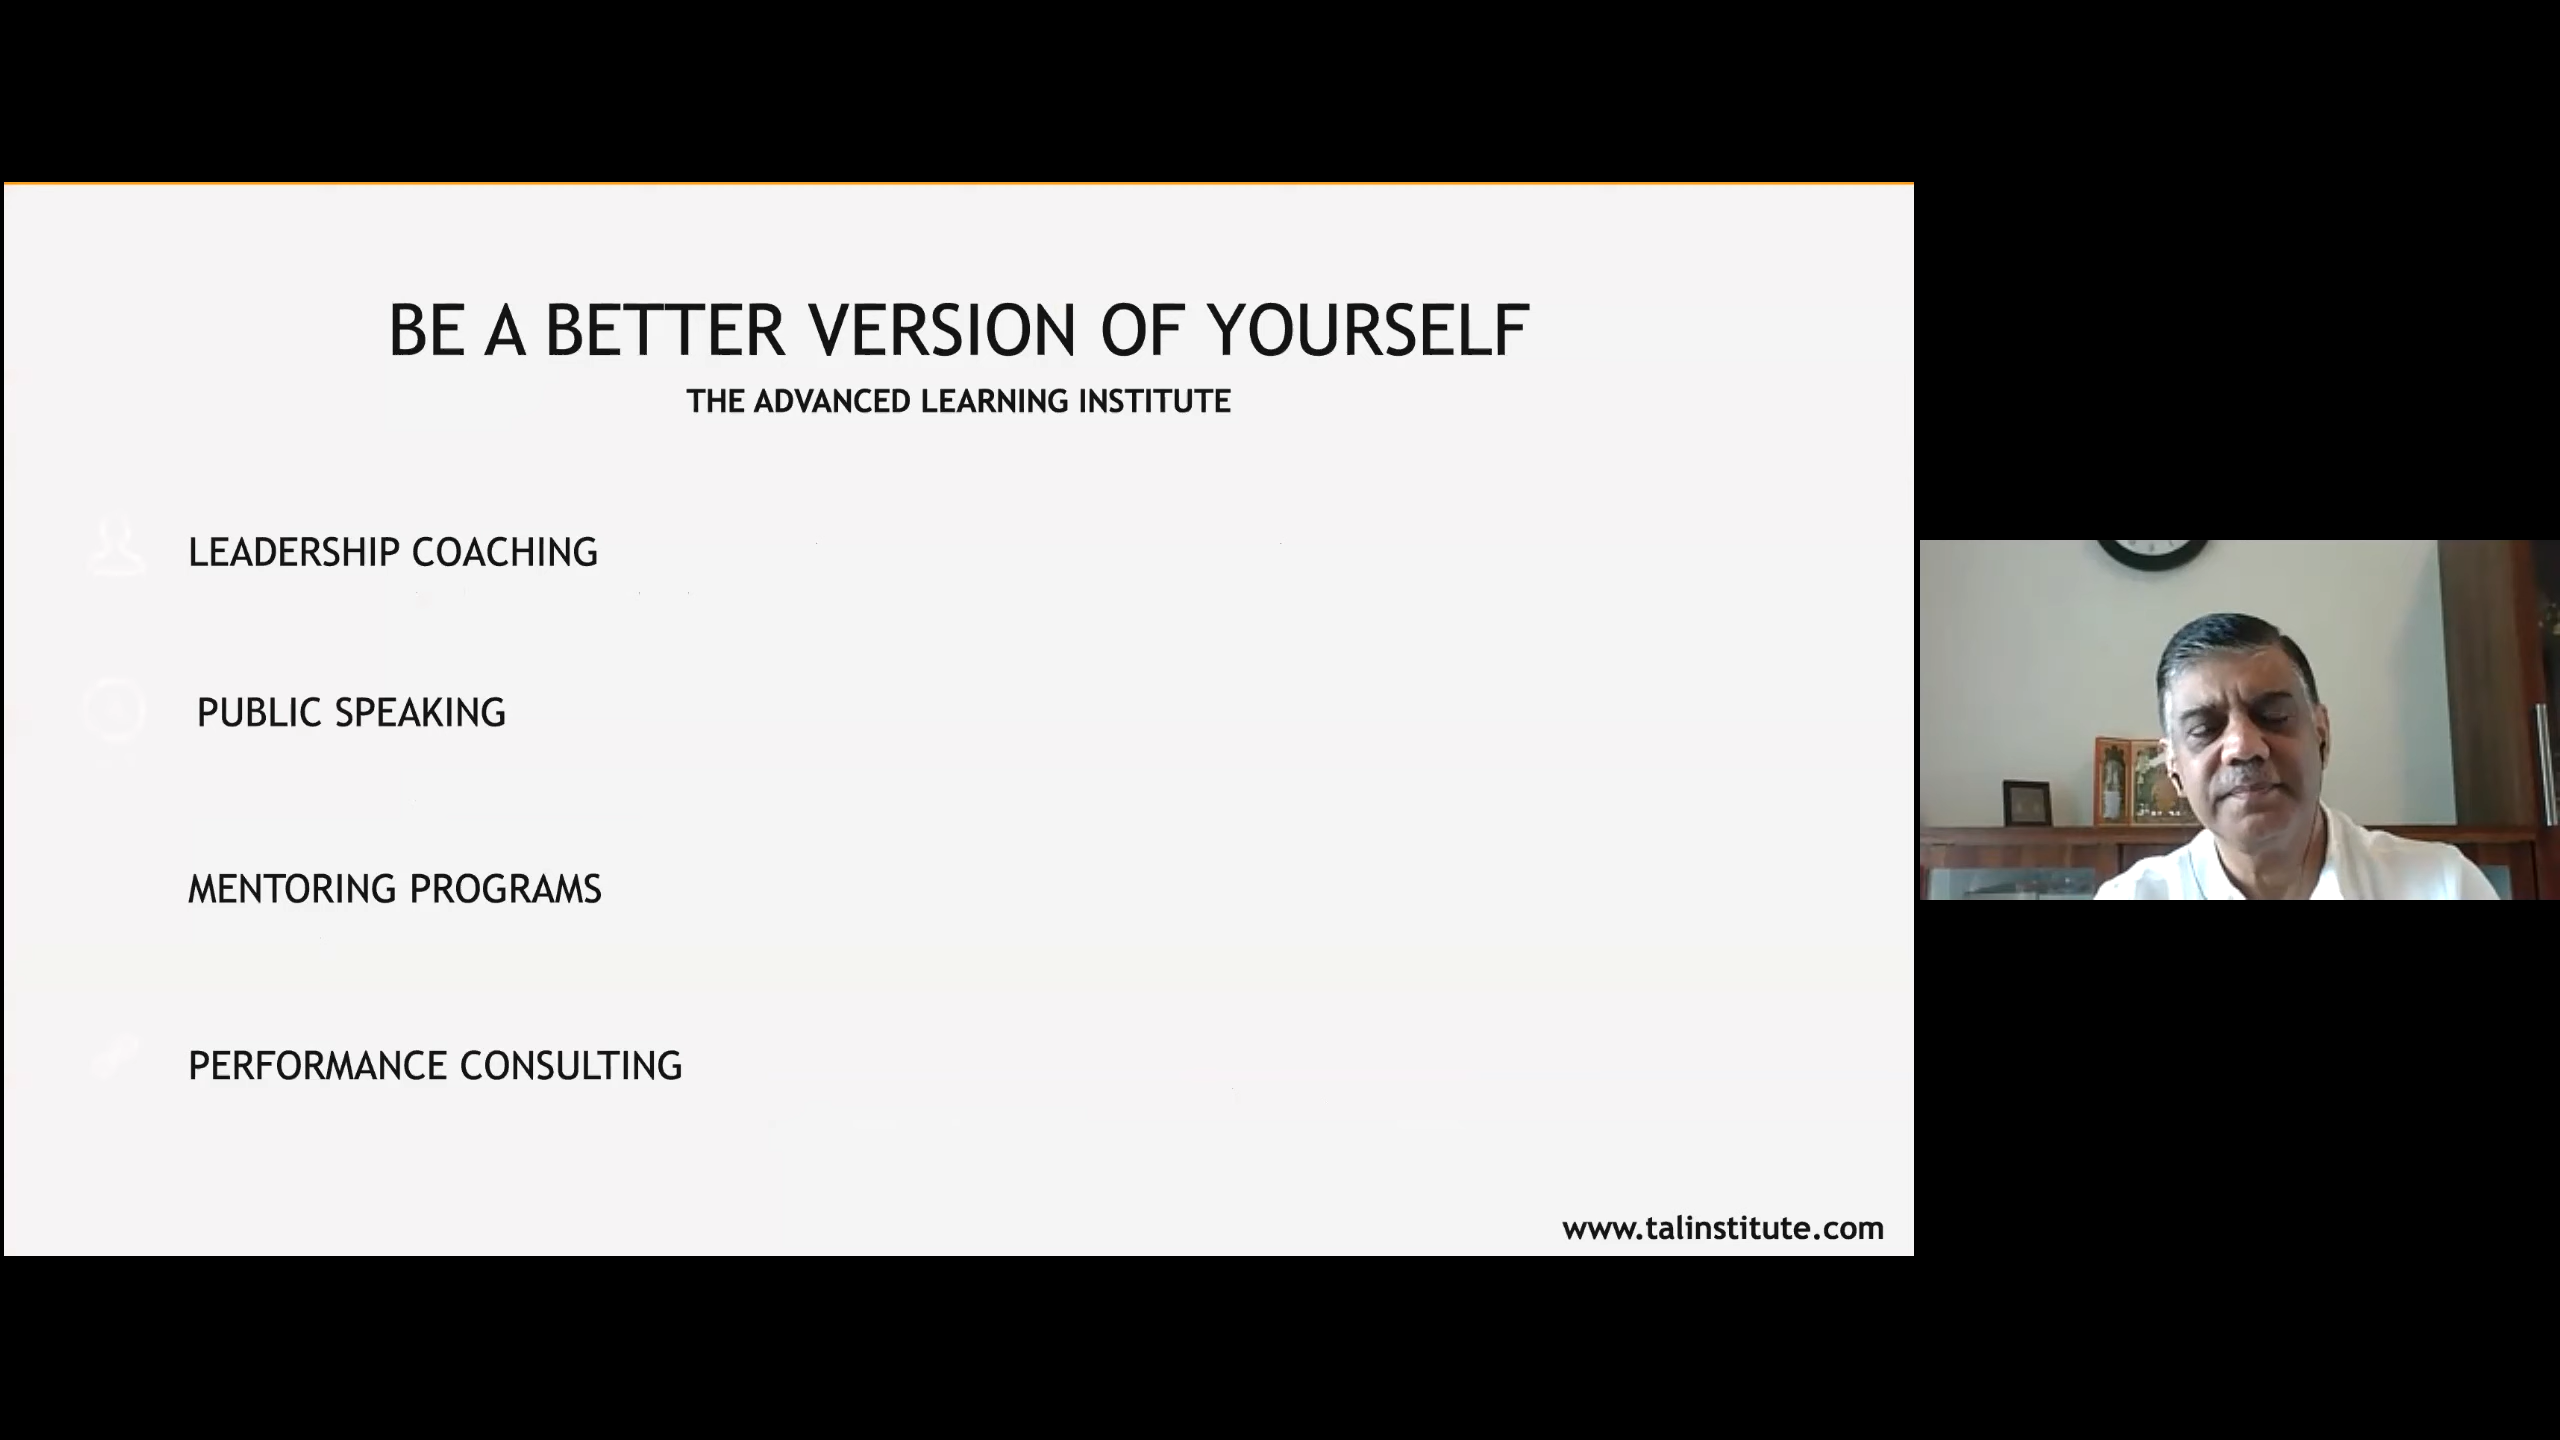 BE A BETTER VERSION OF YOURSELF
THE ADVANCED LEARNING INSTITUTE
LEADERSHIP COACHING
PUBLIC SPEAKING
MENTORING PROGRAMS
PERFORMANCE CONSULTING
www.talinstitute.com